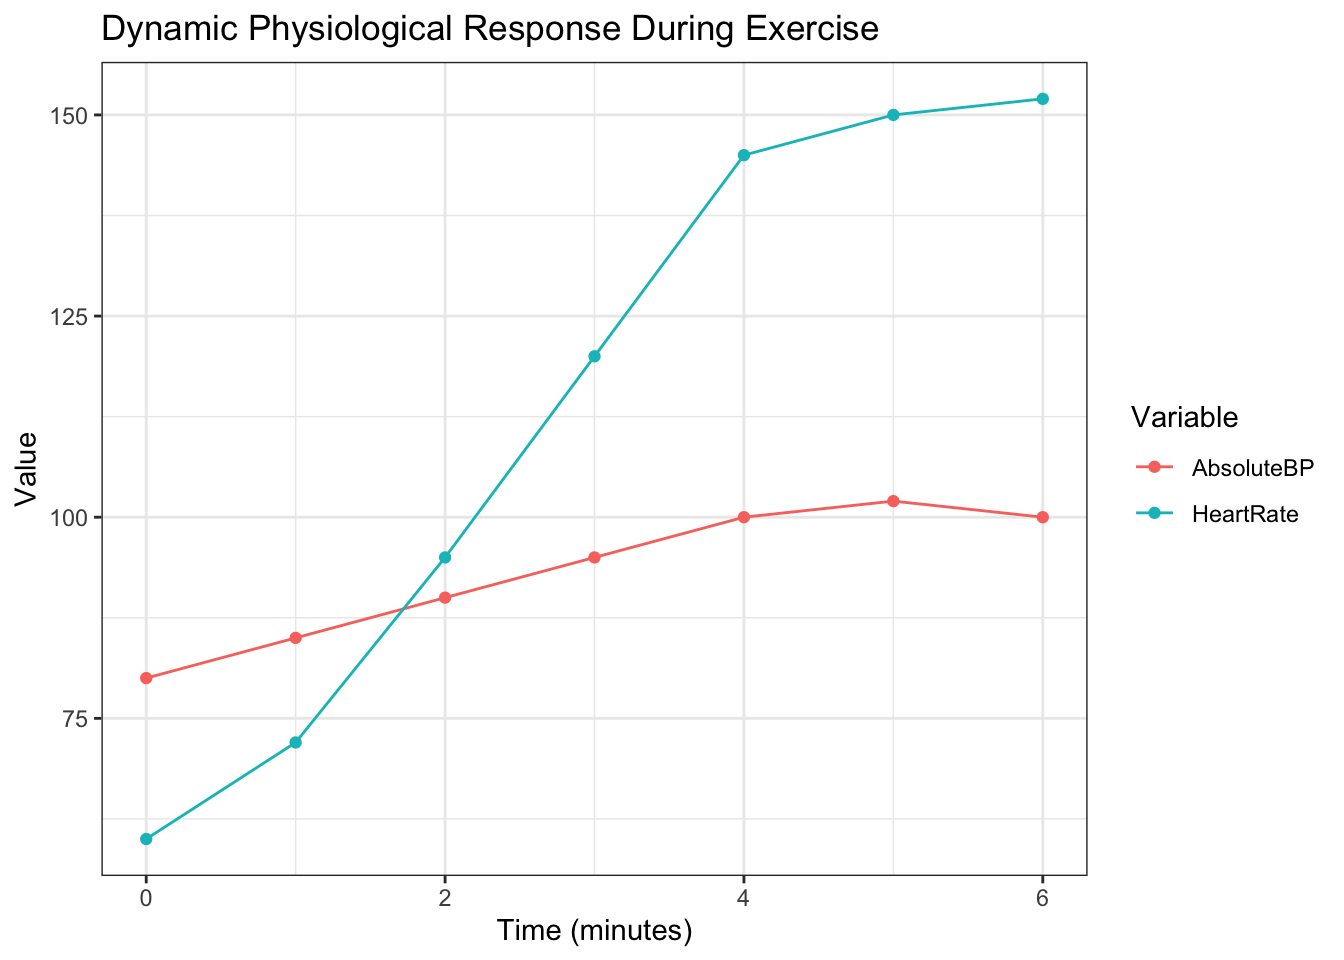 Dynamic Physiological Response During Exercise
150
125
100
75
Value
0 2 4 6
Time (minutes)
Variable
AbsoluteBP
HeartRate